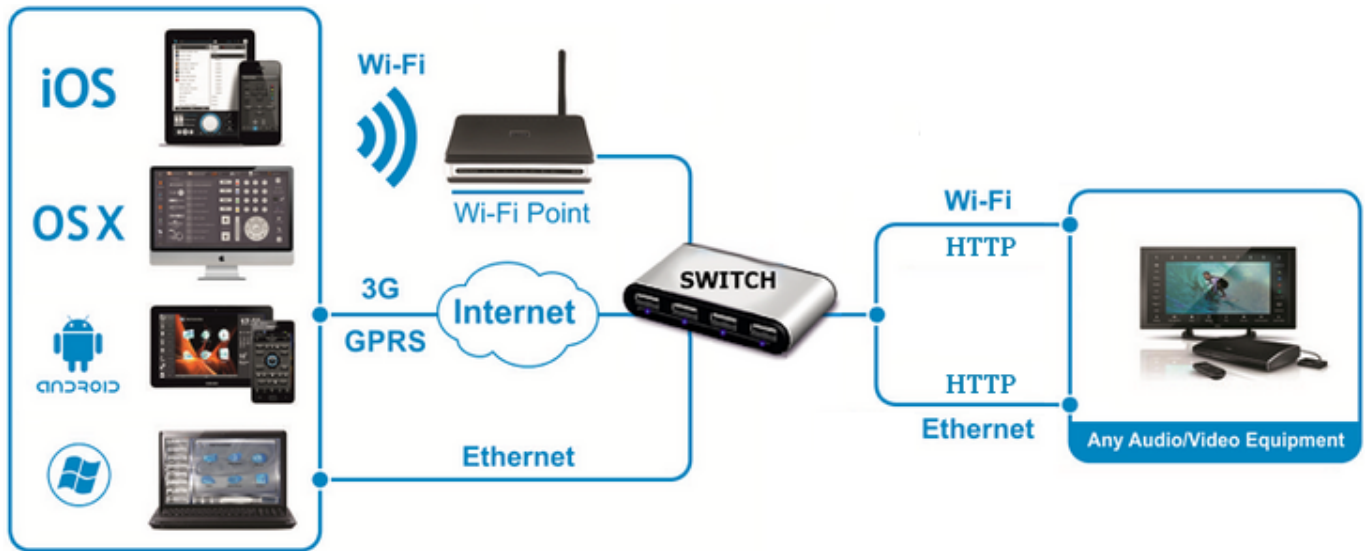 iOS
OS X
ANDROID
Wi-Fi
Wi-Fi Point
3G
GPRS
Internet
Ethernet
SWITCH
Wi-Fi
HTTP
HTTP
Ethernet
Any Audio/Video Equipment